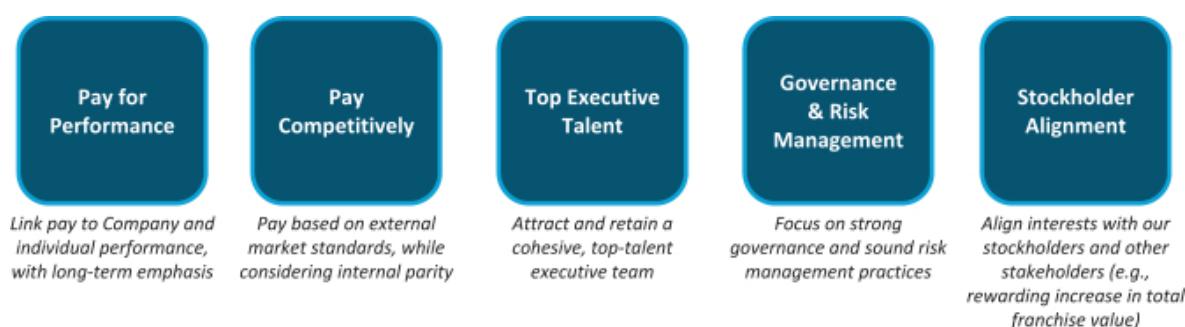 Pay for
Performance
Link pay to Company and
individual performance,
with long-term emphasis
Pay
Competitively
Pay based on external
market standards, while
considering internal parity
Top Executive
Talent
Attract and retain a
cohesive, top-talent
executive team
Governance
& Risk
Management
Focus on strong
governance and sound risk
management practices
Stockholder
Alignment
Align interests with our
stockholders and other
stakeholders (e.g.,
rewarding increase in total
franchise value)